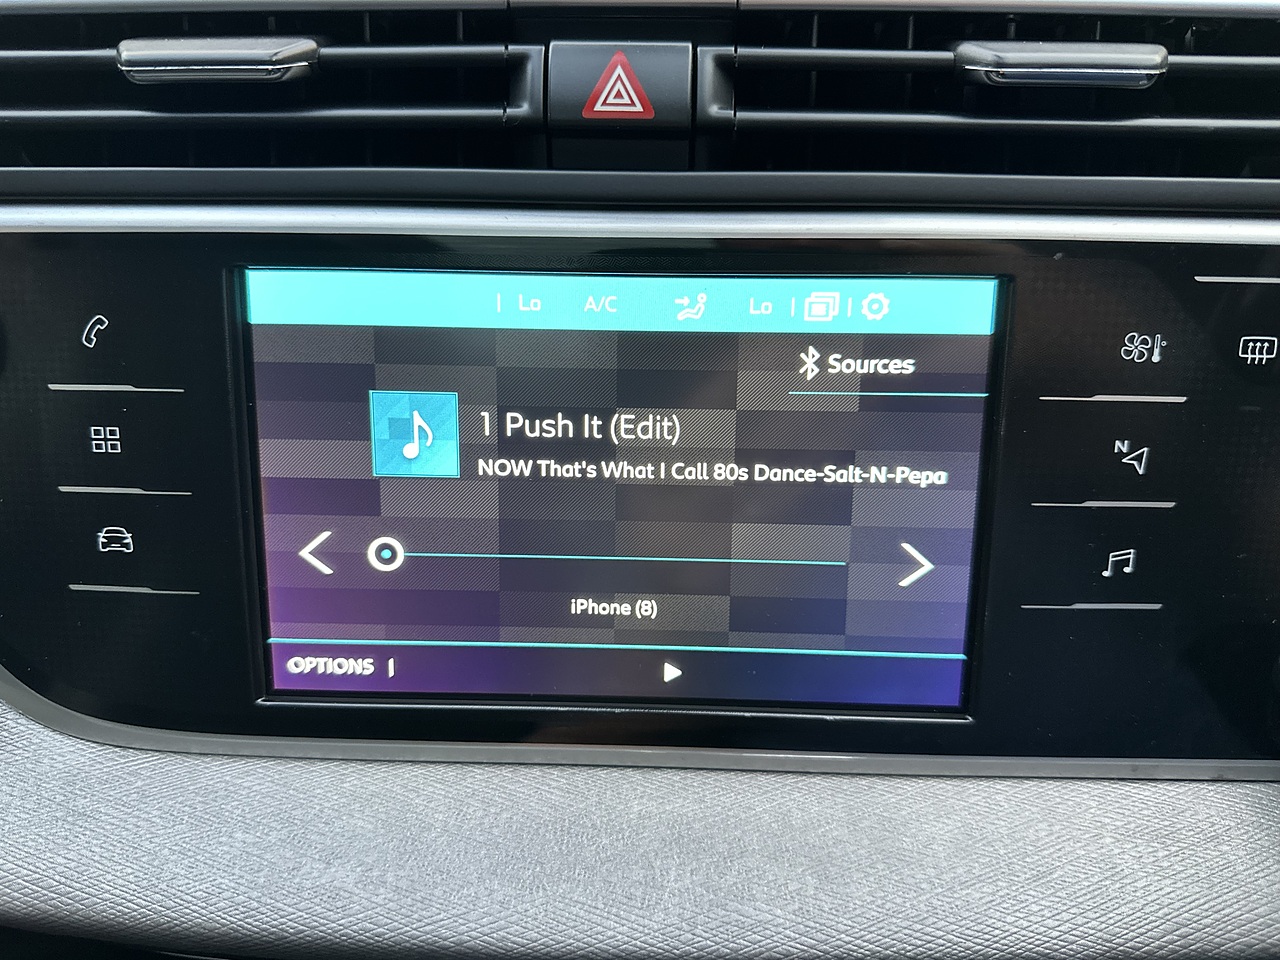 Lo A/C Lo
Sources
1 Push It (Edit)
NOW That's What I Call 80s Dance-Salt-N-Pepa
iPhone (8)
OPTIONS
N